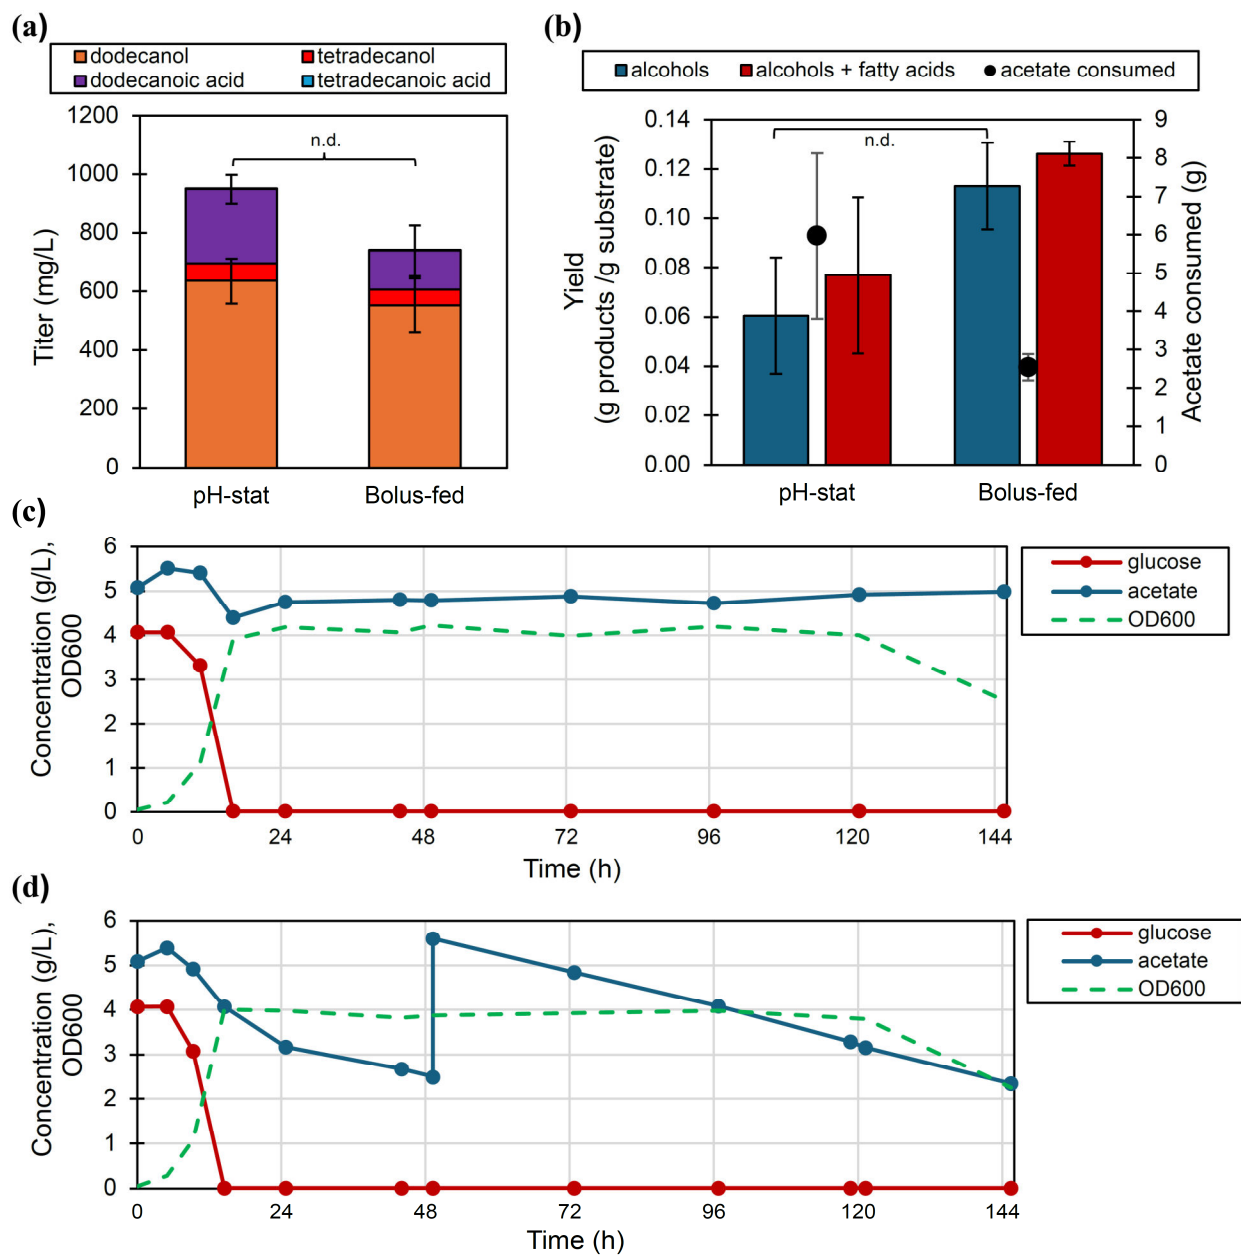 (a)
dodecanol tetradecanol
dodecanoic acid tetradecanoic acid
Titer (mg/L)
1200
1000
800
600
400
200
0
n.d.
pH-stat Bolus-fed
(b)
alcohols alcohols + fatty acids acetate consumed
Yield
(g products /g substrate)
0.14
0.12
0.10
0.08
0.06
0.04
0.02
0.00
n.d.
9
8
7
6
5
4
3
2
1
0
Acetate consumed (g)
pH-stat Bolus-fed
(c)
Concentration (g/L),
OD600
6
5
4
3
2
1
0
0 24 48 72 96 120 144
Time (h)
glucose
acetate
OD600
(d)
Concentration (g/L),
OD600
6
5
4
3
2
1
0
0 24 48 72 96 120 144
Time (h)
glucose
acetate
OD600